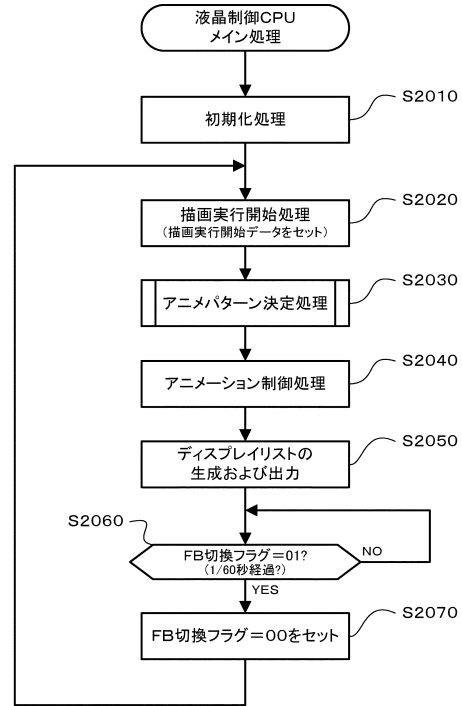 液晶制御CPU
メイン処理
S2010
初期化処理
S2020
描画実行開始処理
(描画実行開始データをセット)
S2030
アニメパターン決定処理
S2040
アニメーション制御処理
S2050
ディスプレイリストの
生成および出力
S2060
FB切換フラグ=01?
(1/60秒経過?)
NO
YES
S2070
FB切換フラグ=00をセット